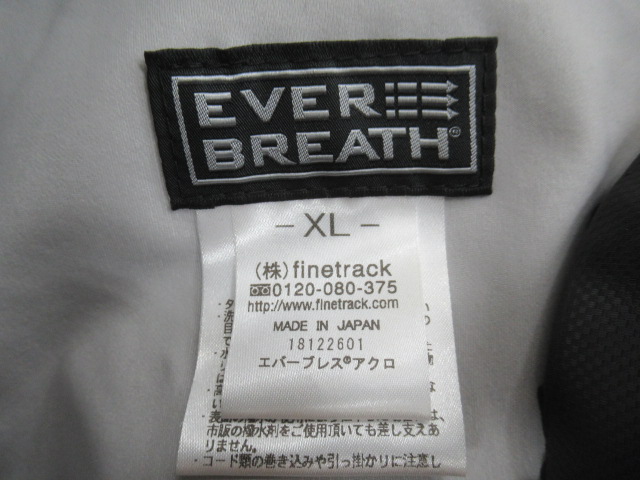 EVER
BREATH®
- XL -
(株)finetrack
0120-080-375
http://www.finetrack.com
MADE IN JAPAN
18122601
エバーブレス®アクロ
市販の撥水剤をご使用頂いても差し支えあ
りません。
・コード類の巻き込みや引っ掛かりに注意し